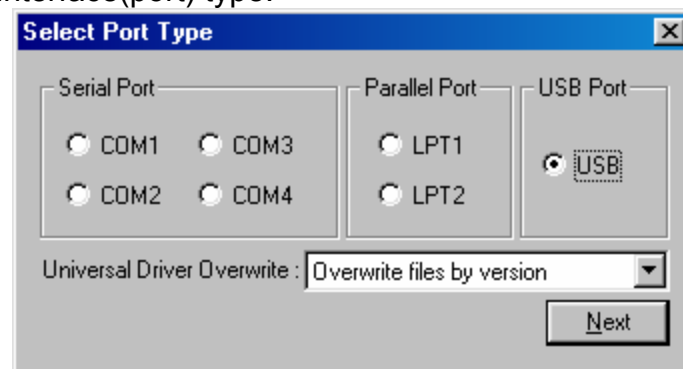 interface(port) type.
Select Port Type
Serial Port Parallel Port USB Port
COM1 COM3 LPT1 USB
COM2 COM4 LPT2
Universal Driver Overwrite : Overwrite files by version
Next